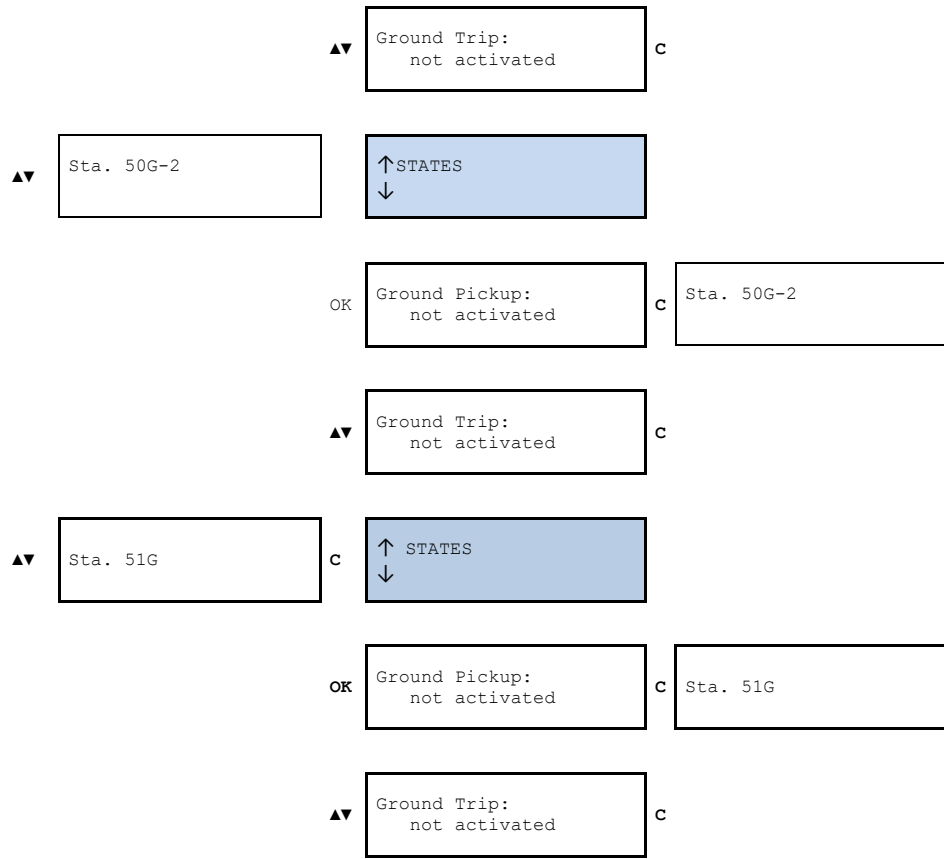 ▲▼ Ground Trip: C
not activated
▲▼ Sta. 50G-2 ↑STATES
↓
OK Ground Pickup: C Sta. 50G-2
not activated
▲▼ Ground Trip: C
not activated
▲▼ Sta. 51G C ↑ STATES
↓
OK Ground Pickup: C Sta. 51G
not activated
▲▼ Ground Trip: C
not activated